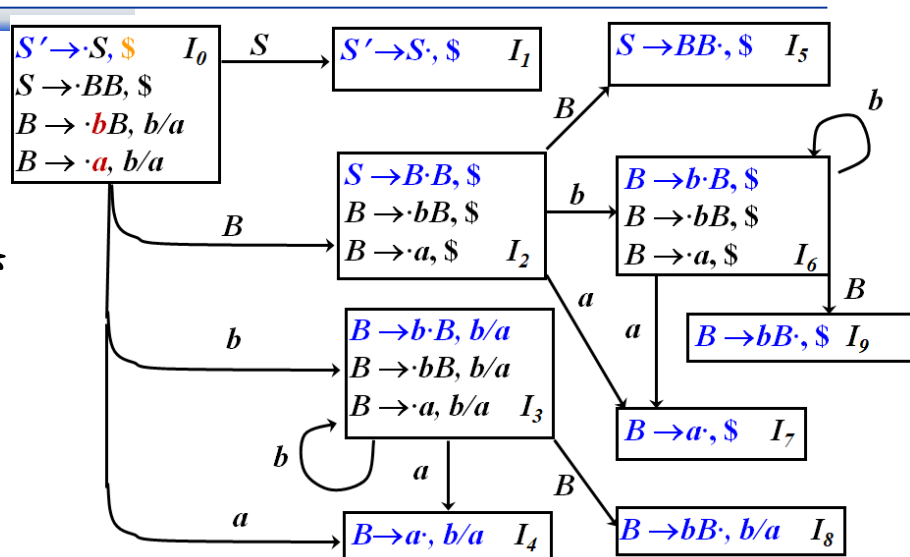 S′→·S, $ I0
S→·BB, $
B→ ·bB, b/a
B→ ·a, b/a
S
S′→S·, $ I1
S→BB·, $ I5
B
b
S→B·B, $
B→·bB, $
B→·a, $ I2
b
B→b·B, $
B→·bB, $
B→·a, $ I6
B
a
a
B
B→bB·, $ I9
b
B→b·B, b/a
B→·bB, b/a
B→·a, b/a I3
b
a
B
B→a·, $ I7
a
B→a·, b/a I4
B→bB·, b/a I8